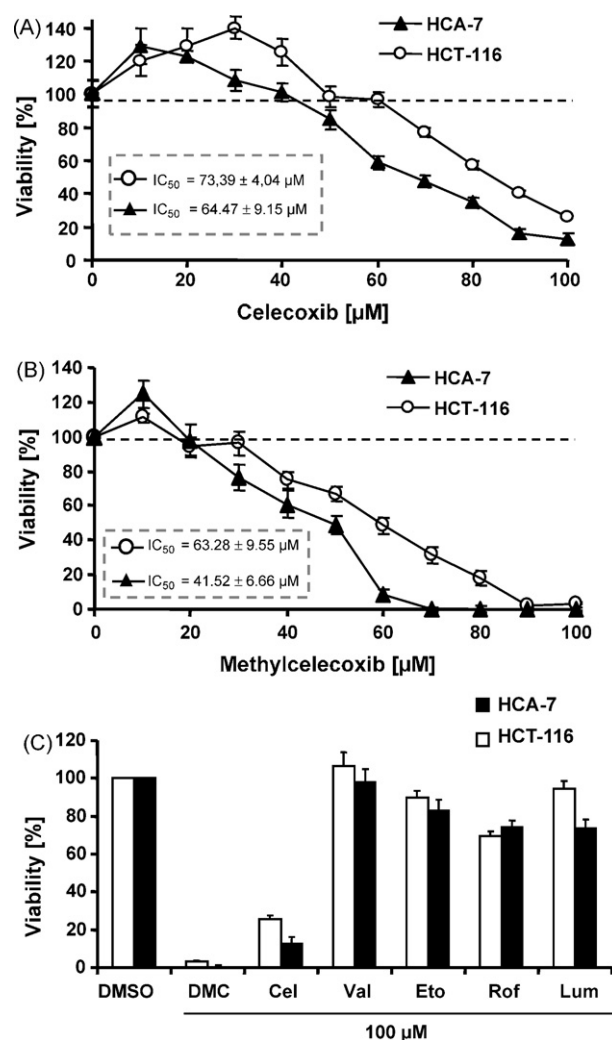 (A)
HCA-7
HCT-116
Viability [%]
140
120
100
80
60
40
20
0
IC50 = 73,39 ± 4,04 µM
IC50 = 64.47 ± 9.15 µM
0 20 40 60 80 100
Celecoxib [µM]
(B)
HCA-7
HCT-116
Viability [%]
140
120
100
80
60
40
20
0
IC50 = 63.28 ± 9.55 µM
IC50 = 41.52 ± 6.66 µM
0 20 40 60 80 100
Methylcelecoxib [µM]
(C)
HCA-7
HCT-116
Viability [%]
120
100
80
60
40
20
0
DMSO DMC Cel Val Eto Rof Lum
100 µM